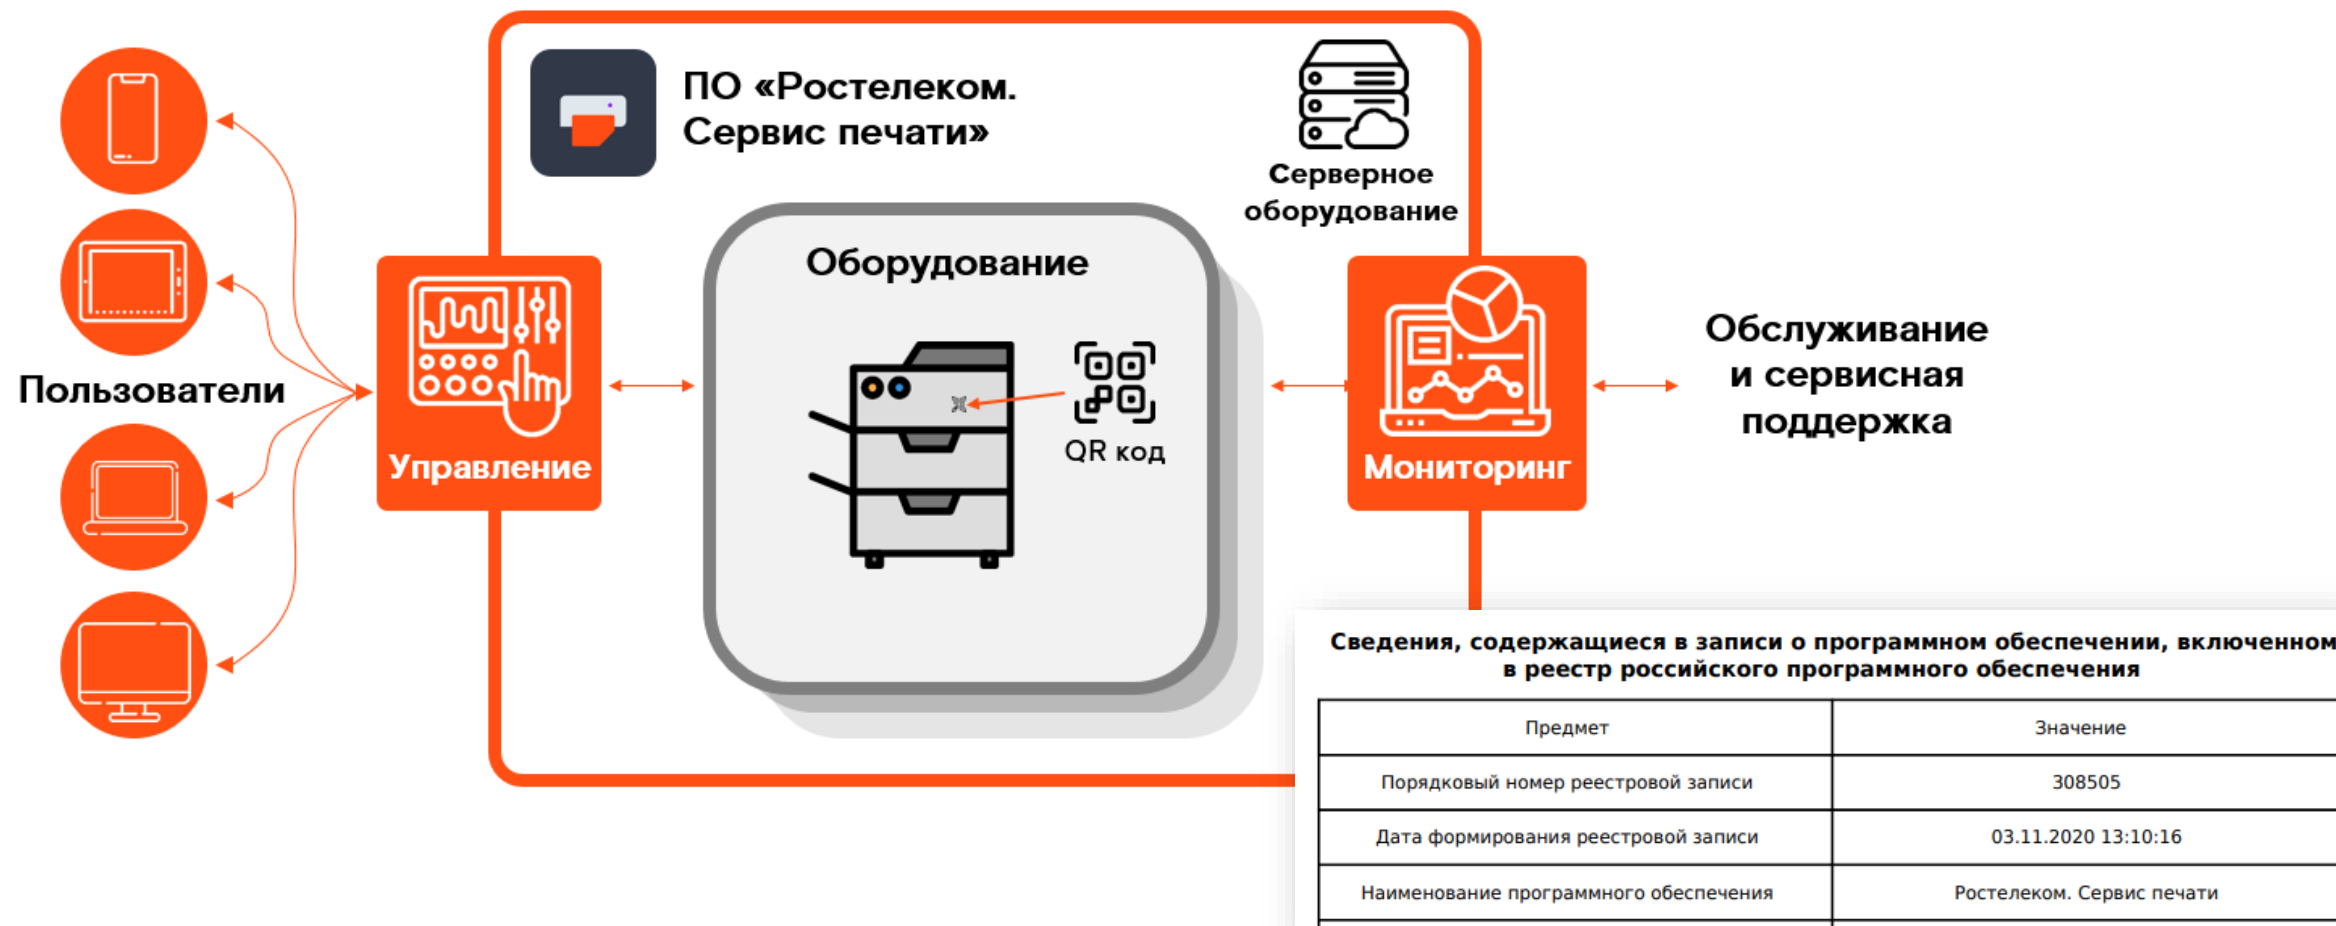 ПО «Ростелеком.
Сервис печати»
Серверное
оборудование
Оборудование
QR код
Пользователи
Управление
Мониторинг
Обслуживание
и сервисная
поддержка
Сведения, содержащиеся в записи о программном обеспечении, включенном
в реестр российского программного обеспечения
Предмет
Значение
Порядковый номер реестровой записи
308505
Дата формирования реестровой записи
03.11.2020 13:10:16
Наименование программного обеспечения
Ростелеком. Сервис печати